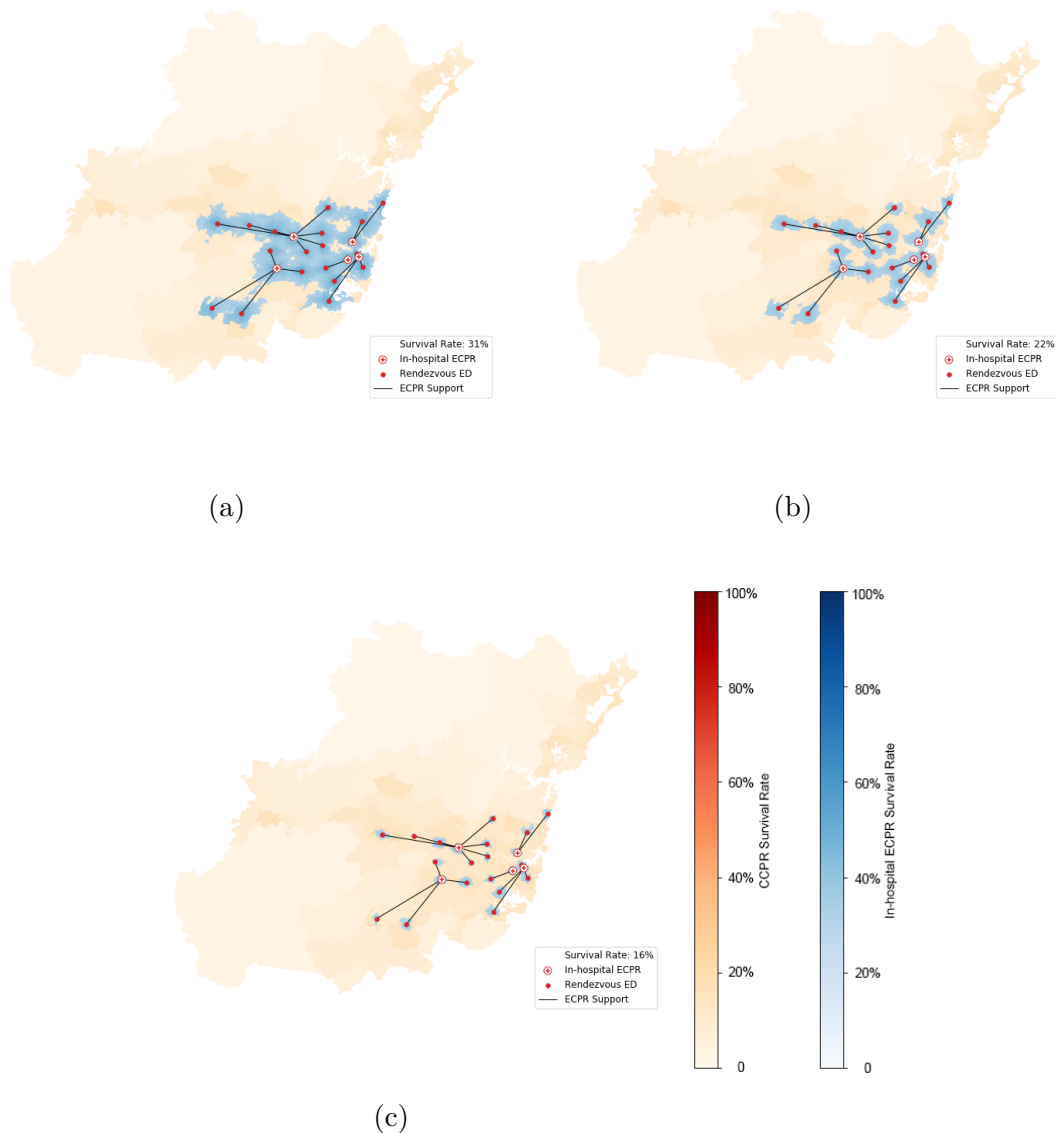 Survival Rate: 31%
In-hospital ECPR
Rendezvous ED
ECPR Support
(a)
Survival Rate: 22%
In-hospital ECPR
Rendezvous ED
ECPR Support
(b)
Survival Rate: 16%
In-hospital ECPR
Rendezvous ED
ECPR Support
(c)
100%
80%
60%
40%
20%
0
CCPR Survival Rate
100%
80%
60%
40%
20%
0
In-hospital ECPR Survival Rate